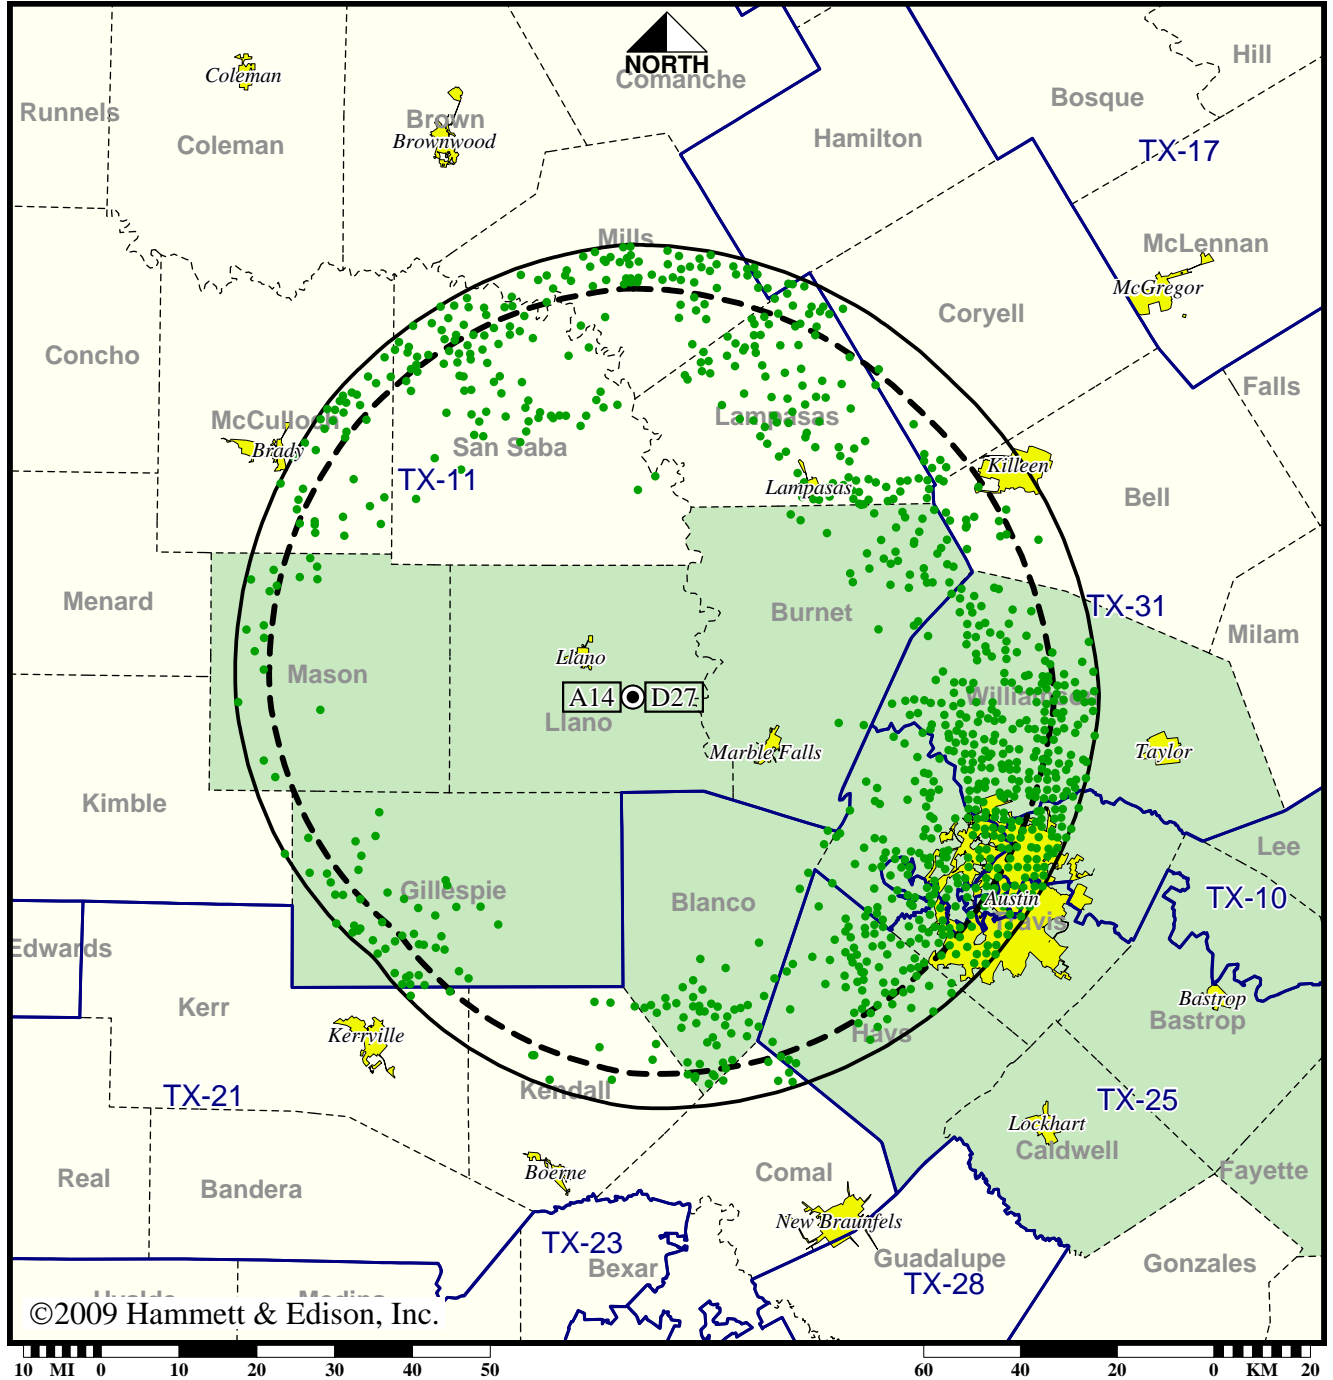 NORTH
Coleman
Runnels
Coleman
Brown
Brownwood
Comanche
Hamilton
Bosque
Hill
TX-17
McLennan
McGregor
Mills
Coryell
Concho
Falls
McCulloch
Brady
San Saba
Lampasas
TX-11
Lampasas
Killeen
Bell
Menard
Burnet
TX-31
Milam
Llano
Mason
A14
D27
Williamson
Llano
Marble Falls
Taylor
Kimble
Lee
Gillespie
Blanco
Austin
Travis
TX-10
Edwards
Kerr
Bastrop
Bastrop
Kerrville
Hays
TX-21
Kendall
TX-25
Lockhart
Caldwell
Real
Bandera
Boerne
Comal
Fayette
New Braunfels
TX-23
Bexar
Guadalupe
TX-28
Gonzales
Uvalde
Medina
©2009 Hammett & Edison, Inc.
10 MI 0 10 20 30 40 50
60 40 20 0 KM 20